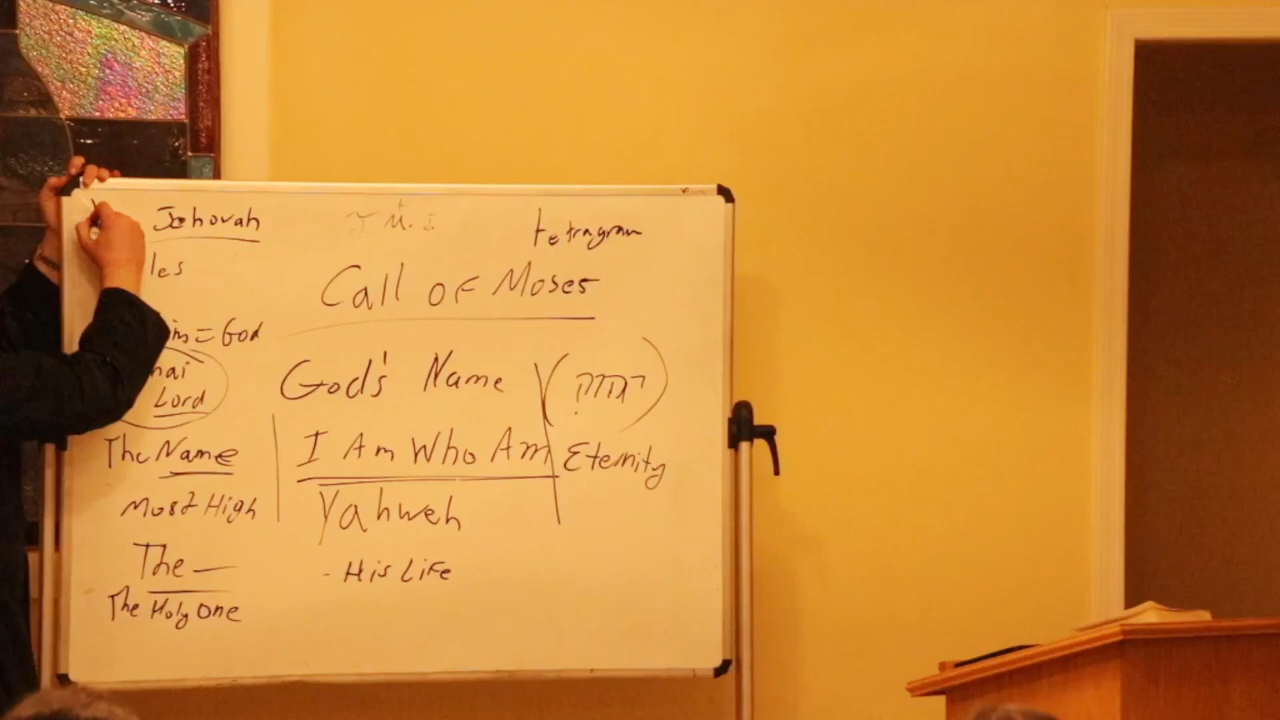 Jehovah
tetragram
les
Call of Moses
im = God
nai
Lord
God's Name
The Name
I Am Who Am
Eternity
Most High
Yahweh
The —
His Life
The Holy One